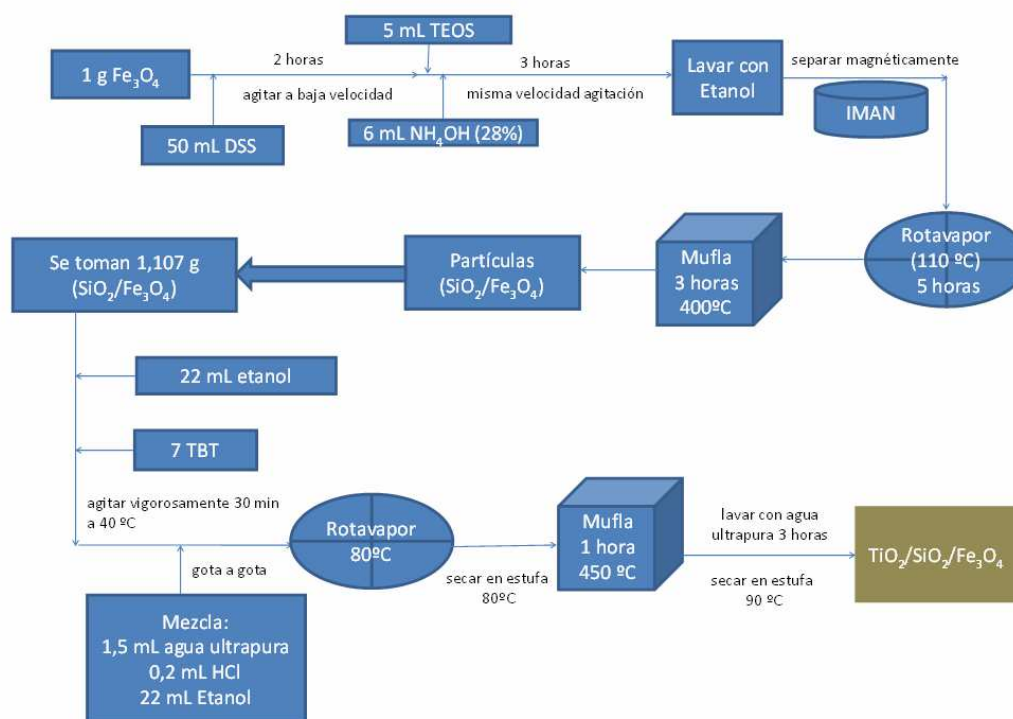 5 mL TEOS
1 g Fe₃O₄
2 horas
agitar a baja velocidad
50 mL DSS
6 mL NH₄OH (28%)
3 horas
misma velocidad agitación
Lavar con
Etanol
separar magnéticamente
IMAN
Rotavapor
(110 ºC)
5 horas
Mufla
3 horas
400ºC
Partículas
(SiO₂/Fe₃O₄)
Se toman 1,107 g
(SiO₂/Fe₃O₄)
22 mL etanol
7 TBT
agitar vigorosamente 30 min
a 40 ºC
gota a gota
Mezcla:
1,5 mL agua ultrapura
0,2 mL HCl
22 mL Etanol
Rotavapor
80ºC
secar en estufa
80ºC
Mufla
1 hora
450 ºC
lavar con agua
ultrapura 3 horas
secar en estufa
90 ºC
TiO₂/SiO₂/Fe₃O₄